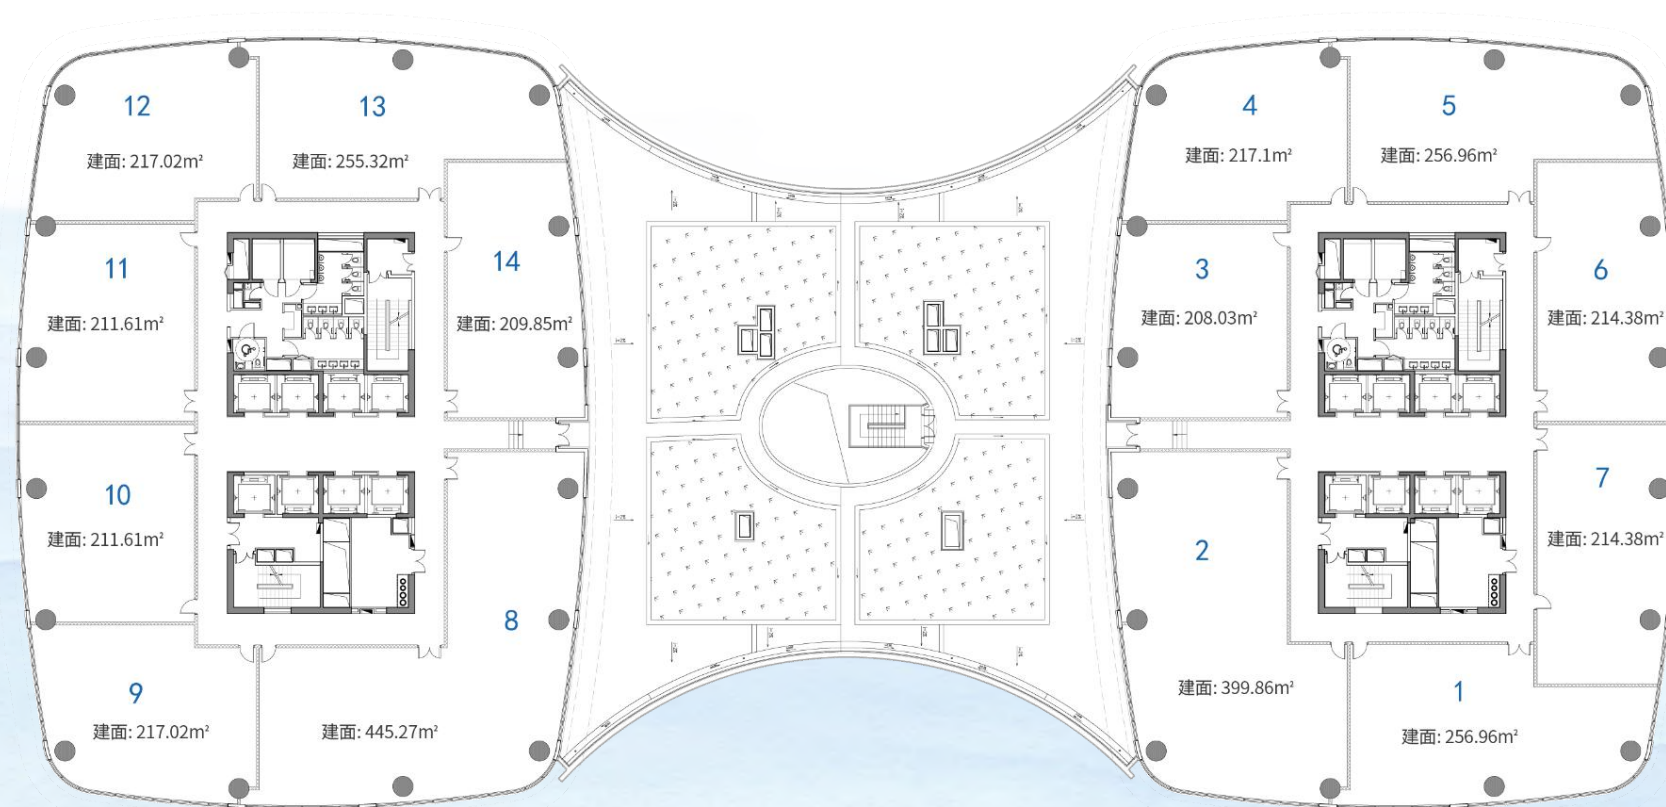 12
建面: 217.02m²
13
建面: 255.32m²
11
建面: 211.61m²
14
建面: 209.85m²
10
建面: 211.61m²
8
建面: 445.27m²
9
建面: 217.02m²
4
建面: 217.1m²
5
建面: 256.96m²
3
建面: 208.03m²
6
建面: 214.38m²
2
建面: 399.86m²
7
建面: 214.38m²
1
建面: 256.96m²